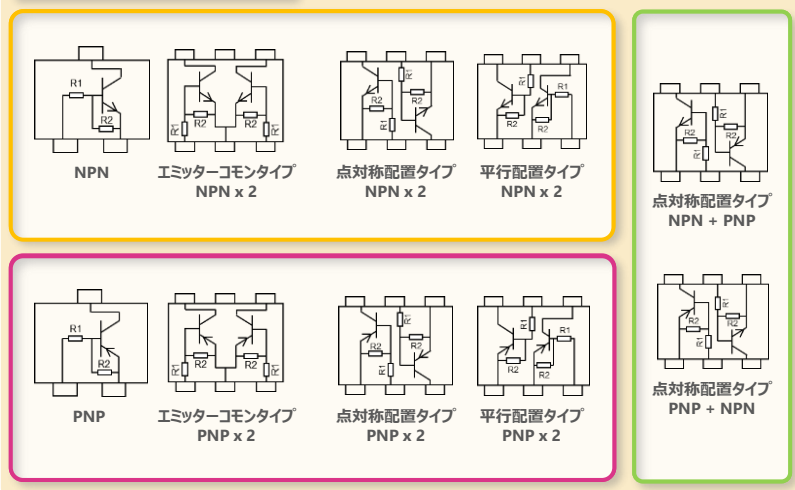 R1
R2
NPN
R1
R2
R2
R1
エミッターコモンタイプ
NPN x 2
R1
R2
R2
R1
点対称配置タイプ
NPN x 2
R1
R1
R2
R2
平行配置タイプ
NPN x 2
R1
R2
R2
R1
点対称配置タイプ
NPN + PNP
R1
R2
PNP
R1
R2
R2
R1
エミッターコモンタイプ
PNP x 2
R1
R2
R2
R1
点対称配置タイプ
PNP x 2
R1
R1
R2
R2
平行配置タイプ
PNP x 2
R1
R2
R2
R1
点対称配置タイプ
PNP + NPN